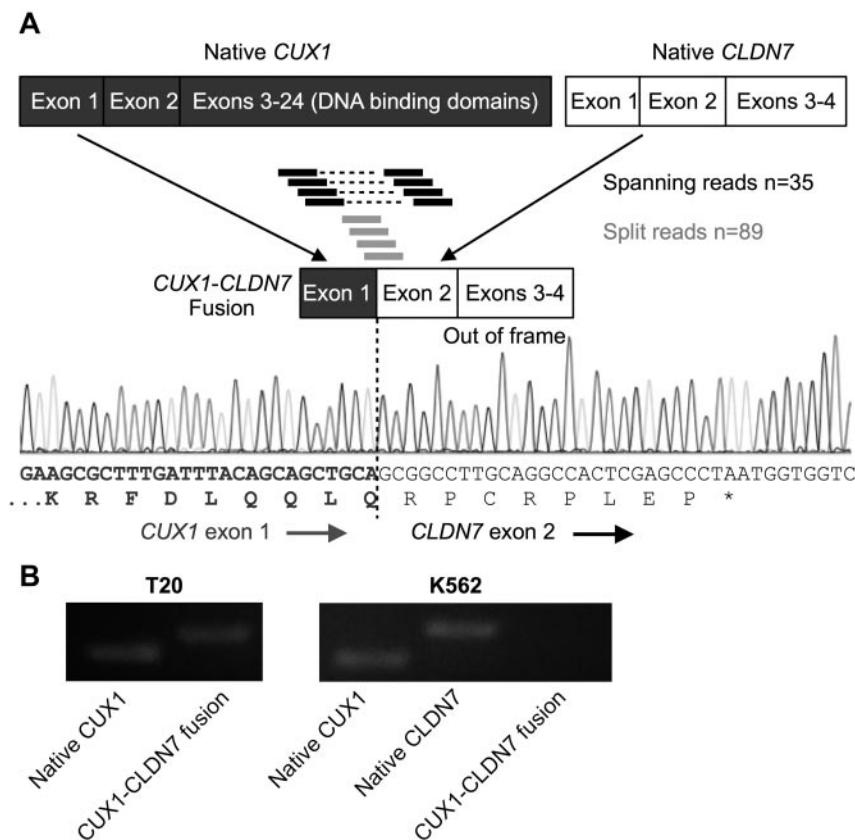 A
Native CUX1 Native CLDN7
Exon 1 Exon 2 Exons 3-24 (DNA binding domains) Exon 1 Exon 2 Exons 3-4
Spanning reads n=35
Split reads n=89
CUX1-CLDN7
Fusion
Exon 1 Exon 2 Exons 3-4
Out of frame
GAAGCGCTTTGATTTACAGCAGCTGCAGCGGCCTTGCAGGCCACTCGAGCCCTAATGGTGGTC
...K R F D L Q Q L Q R P C R P L E P *
CUX1 exon 1 CLDN7 exon 2
B
T20 K562
Native CUX1
CUX1-CLDN7 fusion
Native CUX1
Native CLDN7
CUX1-CLDN7 fusion